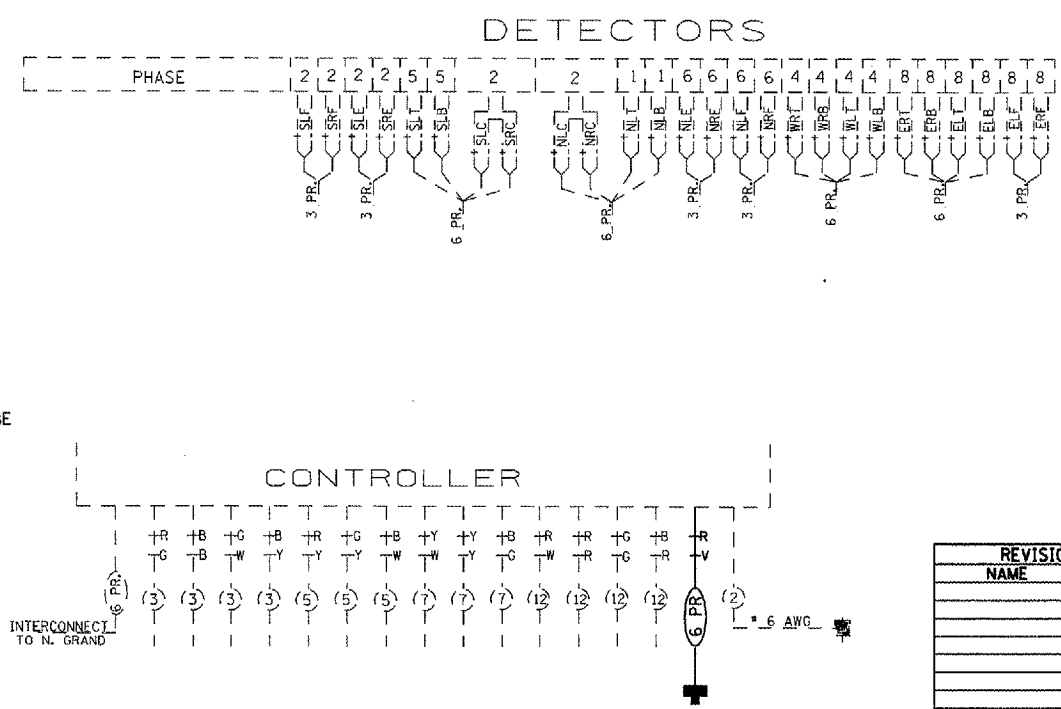 DETECTORS
PHASE 2 2 2 2 5 5 2 2 1 1 6 6 6 6 4 4 4 4 8 8 8 8 8 8
+SLF +SRF +SLE +SRE +SLT +SLB +SLC +SRC +NLC +NRC +NLT +NLB +NLE +NRE +NLF +NRF +WRT +WRB +WLT +WLB +ERT +ERB +ELT +ELB +ELF +ERF
3 PR. 3 PR. 6 PR. 6 PR. 3 PR. 3 PR. 6 PR. 6 PR. 3 PR.
CONTROLLER
R B G B R G B Y Y B R R G B R
G B W Y Y Y W W Y G W R G R V
6 PR. 3 3 3 3 5 5 5 7 7 7 12 12 12 12 6 PR 2
INTERCONNECT
TO N. GRAND
# 6 AWG
NAME